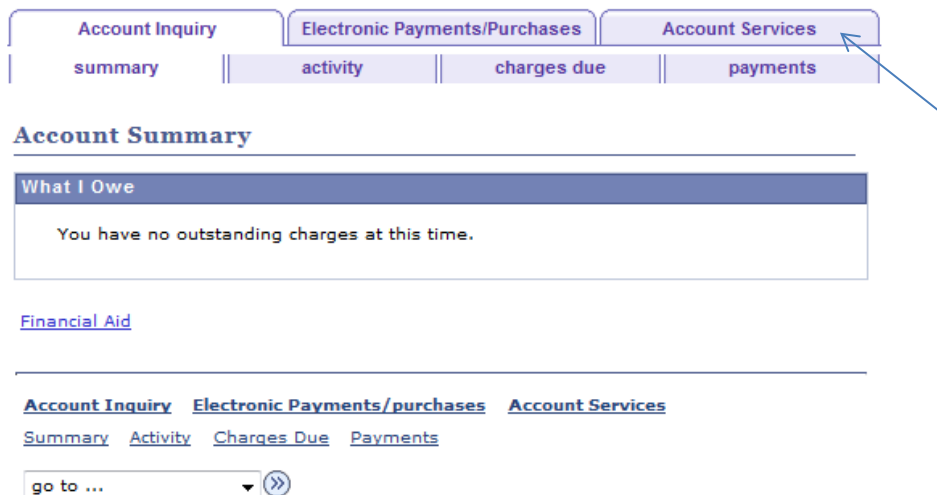 Account Inquiry Electronic Payments/Purchases Account Services
summary activity charges due payments
Account Summary
What I Owe
You have no outstanding charges at this time.
Financial Aid
Account Inquiry Electronic Payments/purchases Account Services
Summary Activity Charges Due Payments
go to ...